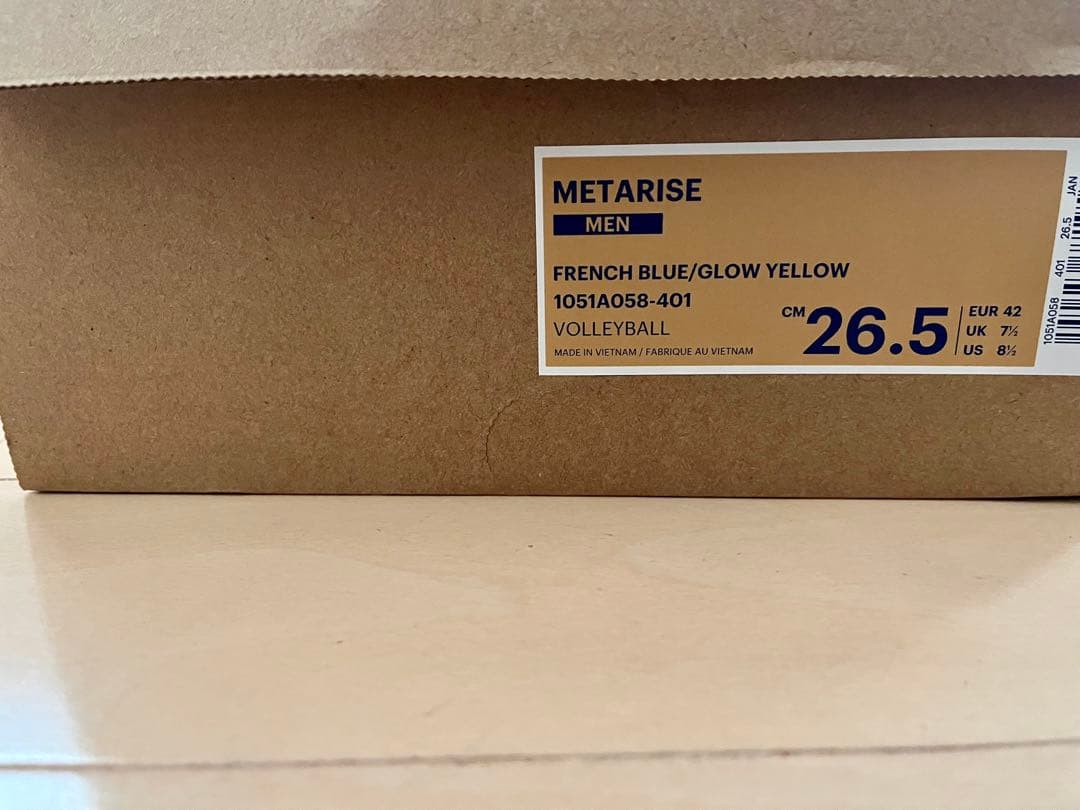 METARISE
MEN
FRENCH BLUE/GLOW YELLOW
1051A058-401
VOLLEYBALL
MADE IN VIETNAM / FABRIQUE AU VIETNAM
CM 26.5
EUR 42
UK 7½
US 8½
1051A058 401 26.5 JAN